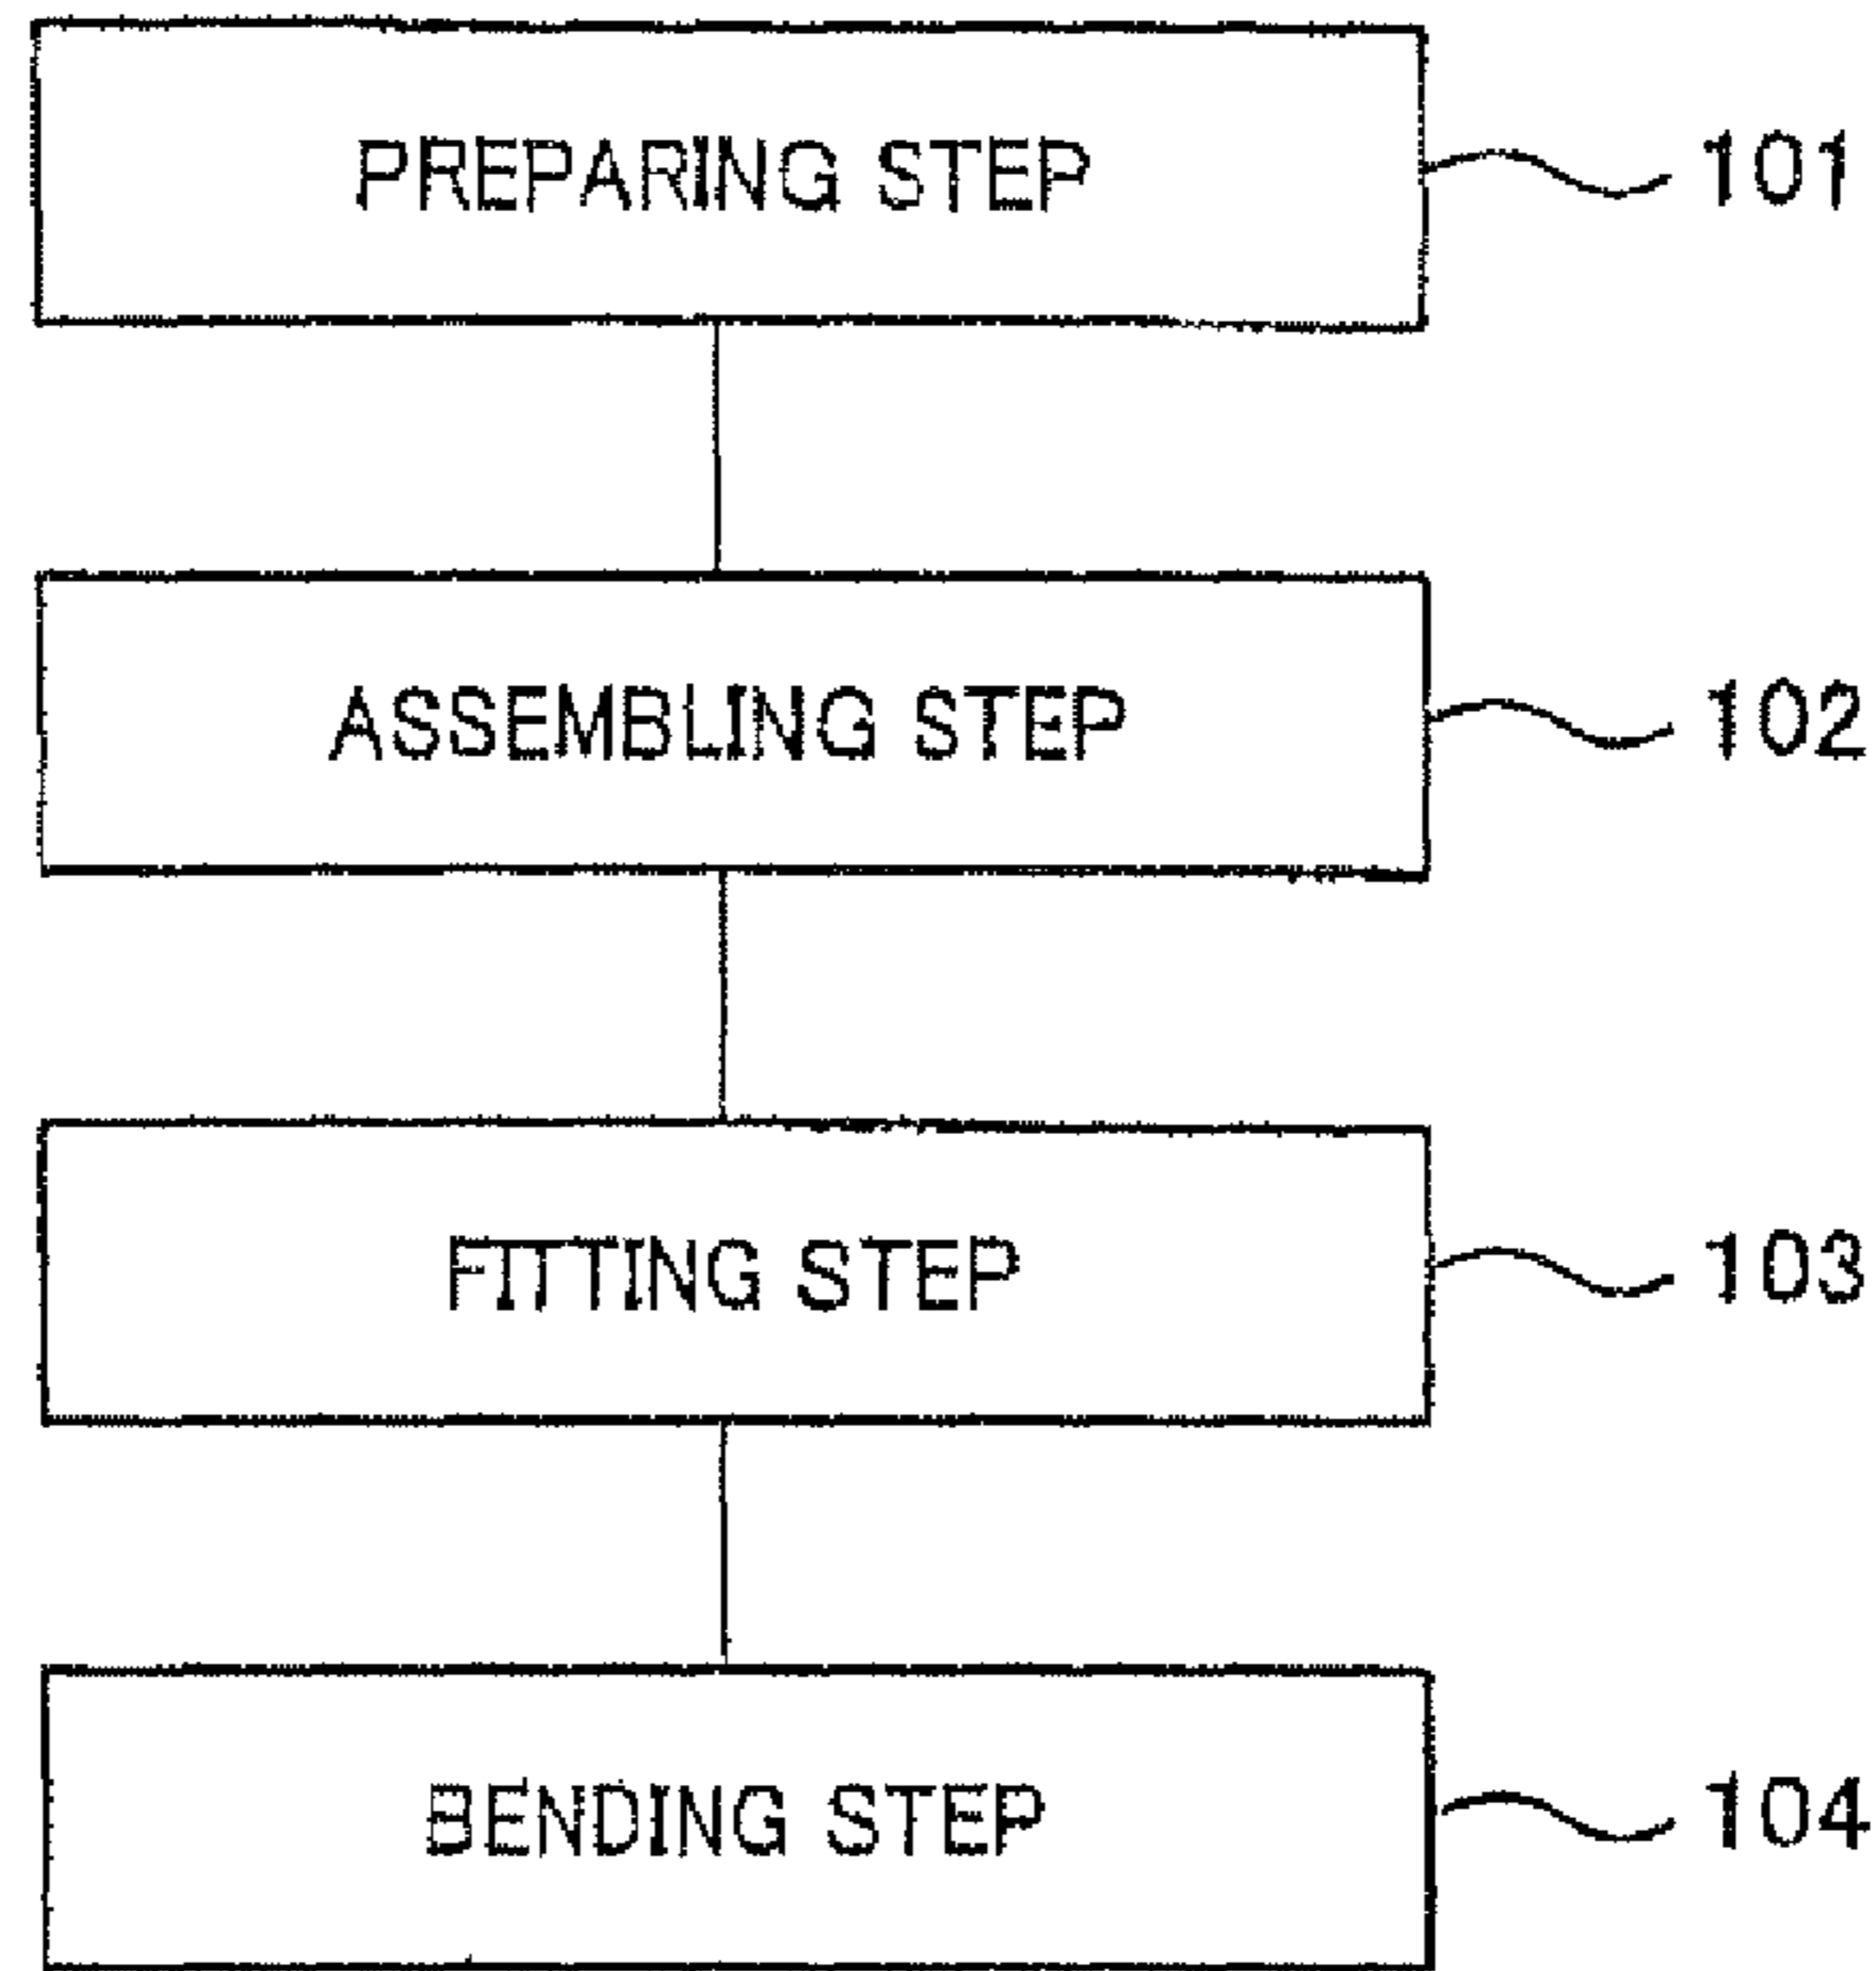 PREPARING STEP 101
ASSEMBLING STEP 102
FITTING STEP 103
BENDING STEP 104